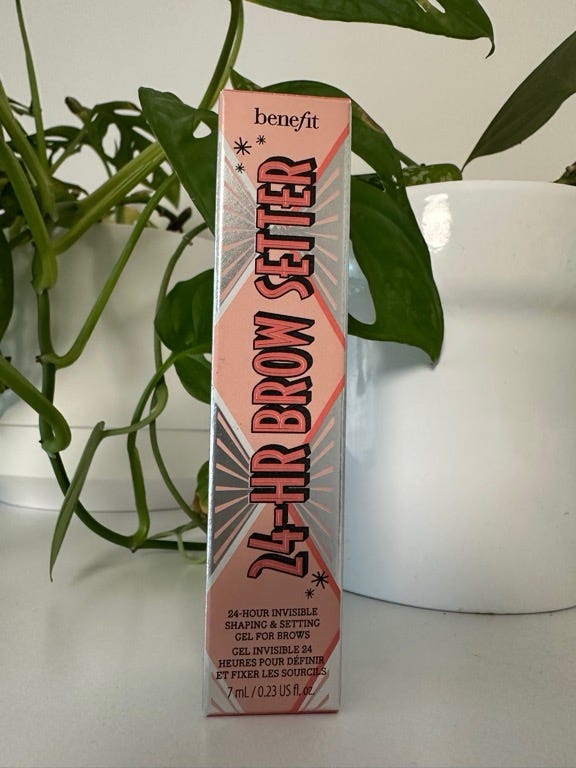 benefit
24-HR BROW SETTER
24-HOUR INVISIBLE
SHAPING & SETTING
GEL FOR BROWS
GEL INVISIBLE 24
HEURES POUR DÉFINIR
ET FIXER LES SOURCILS
7 mL / 0.23 US fl. oz.